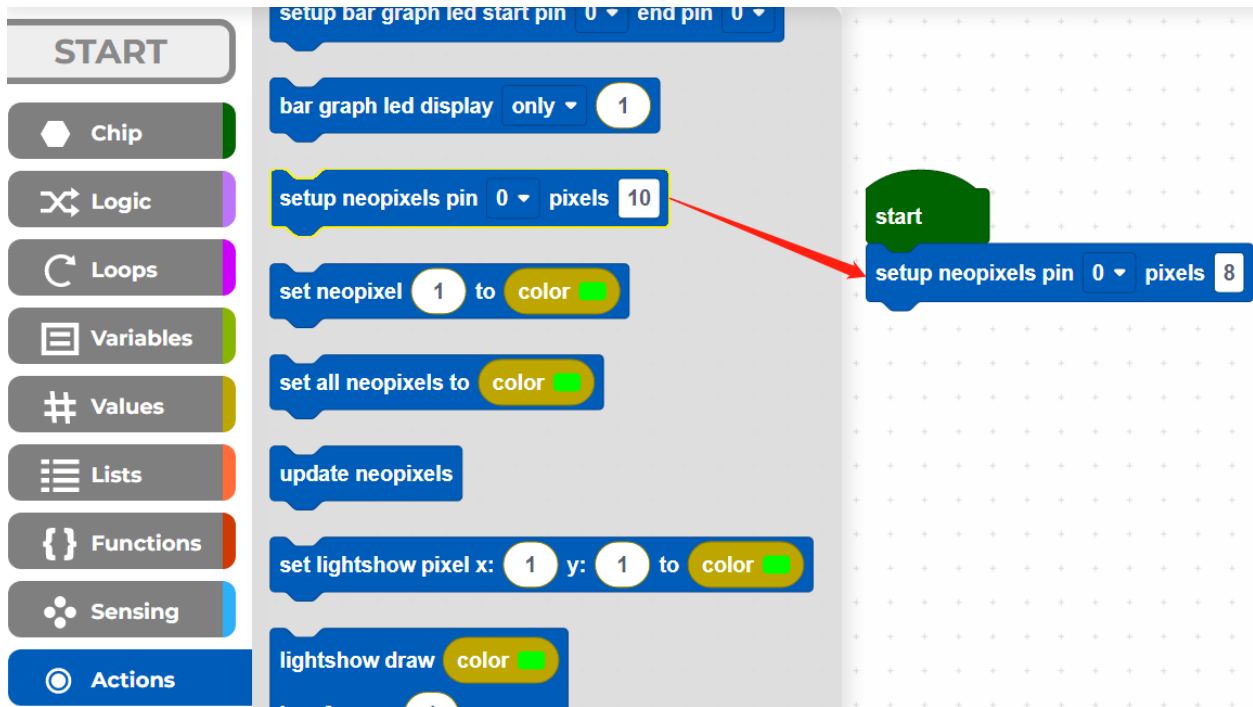 START
Chip
Logic
Loops
Variables
Values
Lists
Functions
Sensing
Actions
setup bar graph led start pin 0 end pin 0
bar graph led display only 1
setup neopixels pin 0 pixels 10
set neopixel 1 to color
set all neopixels to color
update neopixels
set lightshow pixel x: 1 y: 1 to color
lightshow draw color
start
setup neopixels pin 0 pixels 8